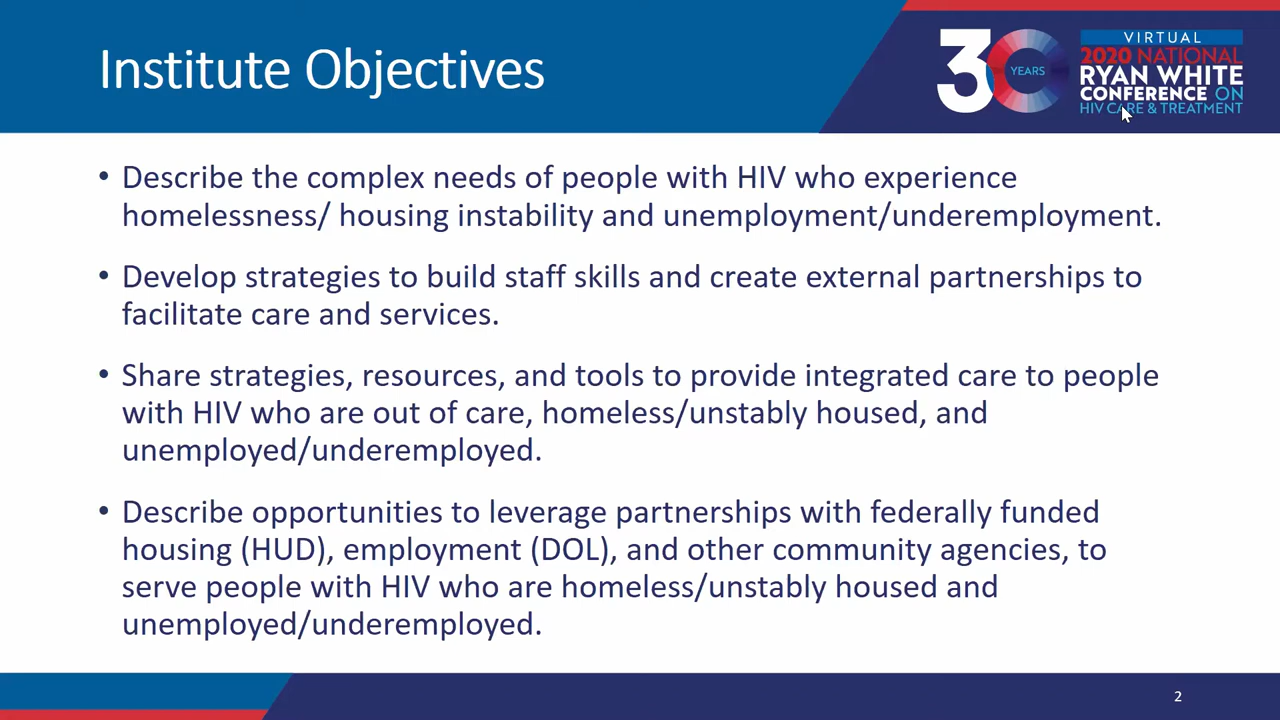 Institute Objectives
30 YEARS
VIRTUAL
2020 NATIONAL
RYAN WHITE
CONFERENCE ON
HIV CARE & TREATMENT
• Describe the complex needs of people with HIV who experience
homelessness/ housing instability and unemployment/underemployment.
• Develop strategies to build staff skills and create external partnerships to
facilitate care and services.
• Share strategies, resources, and tools to provide integrated care to people
with HIV who are out of care, homeless/unstably housed, and
unemployed/underemployed.
• Describe opportunities to leverage partnerships with federally funded
housing (HUD), employment (DOL), and other community agencies, to
serve people with HIV who are homeless/unstably housed and
unemployed/underemployed.
2